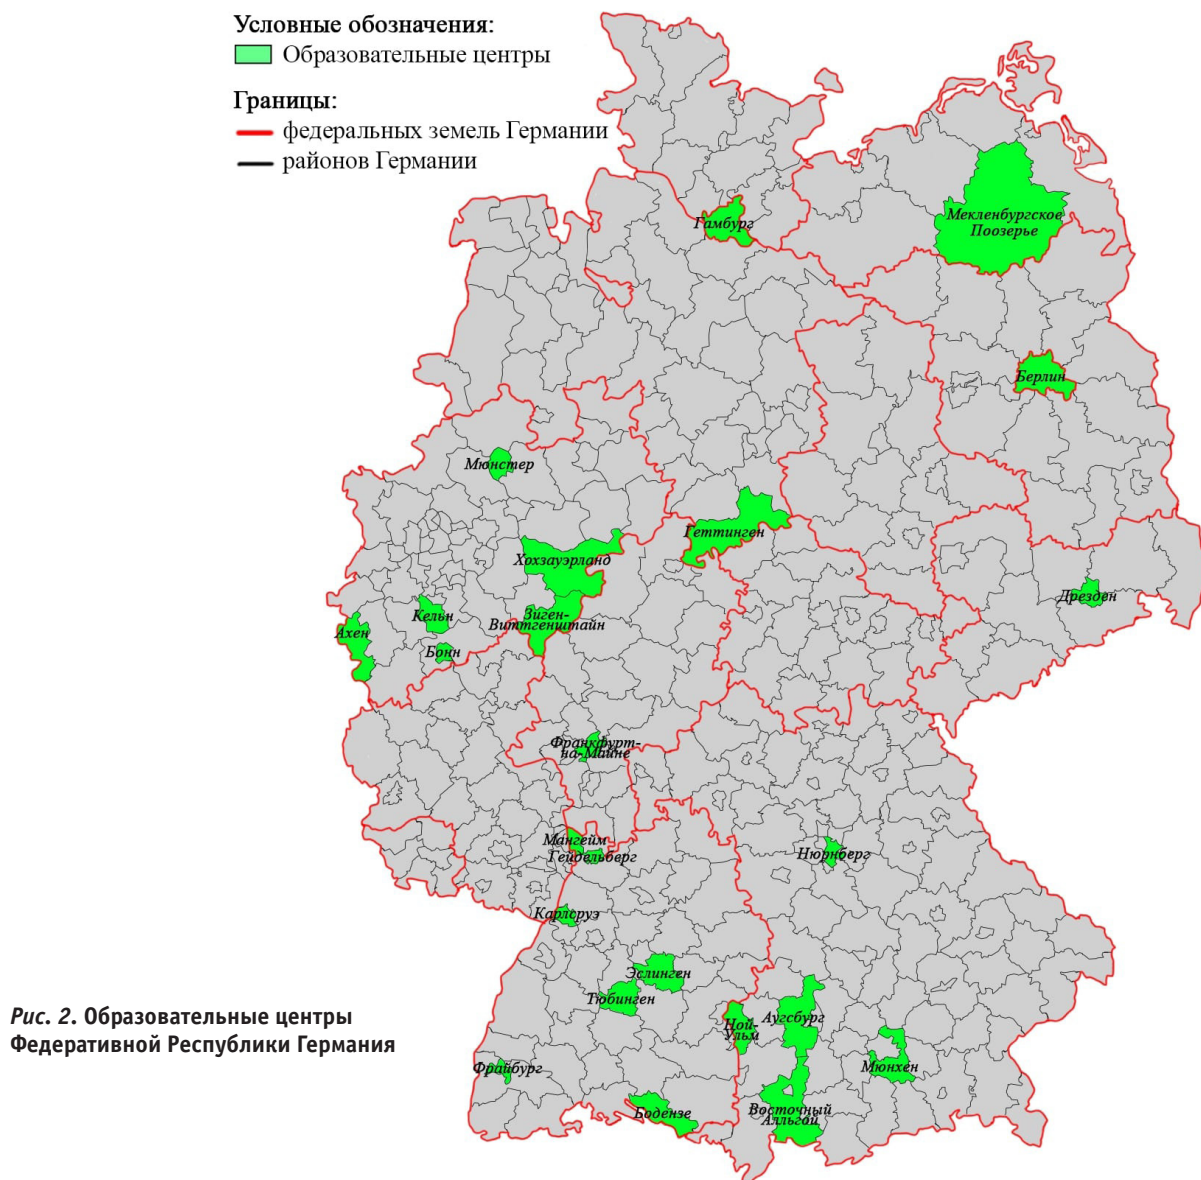 Условные обозначения:
Образовательные центры
Границы:
федеральных земель Германии
районов Германии
Гамбург
Мекленбургское
Поозерье
Берлин
Мюнстер
Геттинген
Хохзауэрланд
Зиген-
Виттгенштайн
Дрезден
Кельн
Ахен
Бонн
Франкфурт-
на-Майне
Мангейм
Гейдельберг
Нюрнберг
Карлсруэ
Эслинген
Тюбинген
Ной-
Ульм
Аугсбург
Мюнхен
Фрайбург
Бодензе
Восточный
Алльгой
Рис. 2. Образовательные центры
Федеративной Республики Германия